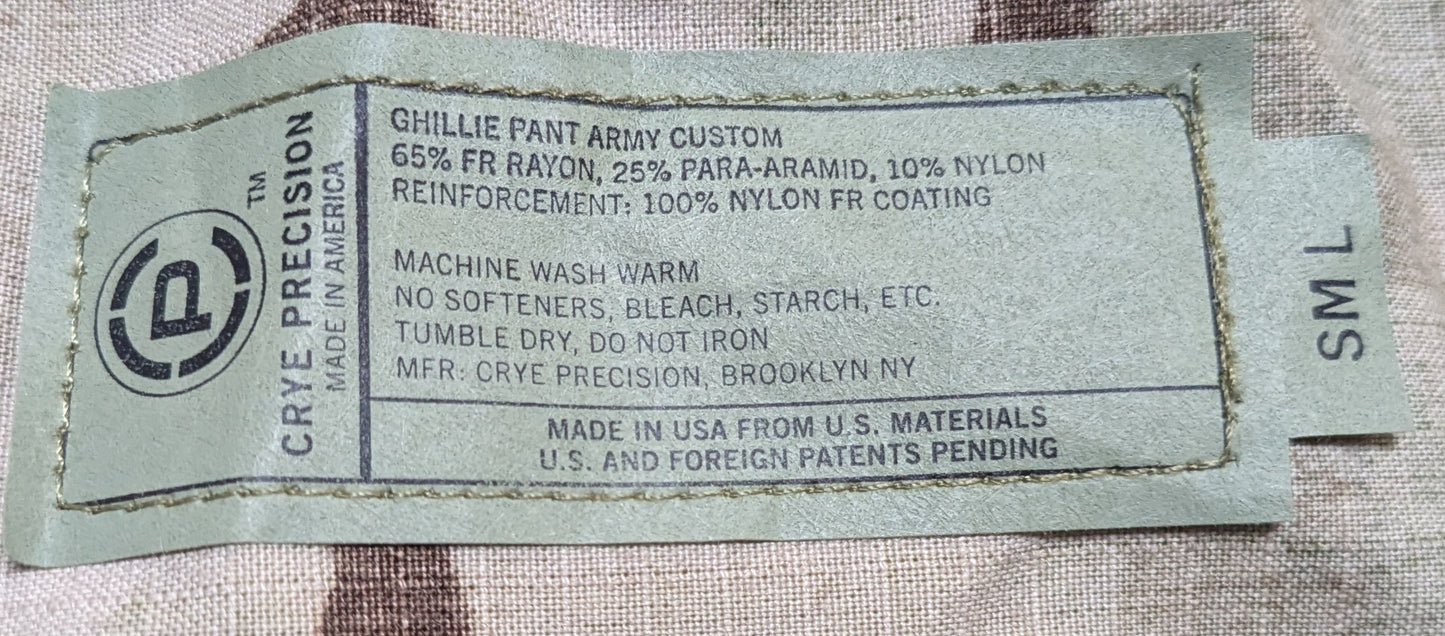 P
TM
CRYE PRECISION
MADE IN AMERICA
GHILLIE PANT ARMY CUSTOM
65% FR RAYON, 25% PARA-ARAMID, 10% NYLON
REINFORCEMENT: 100% NYLON FR COATING
MACHINE WASH WARM
NO SOFTENERS, BLEACH, STARCH, ETC.
TUMBLE DRY, DO NOT IRON
MFR: CRYE PRECISION, BROOKLYN NY
MADE IN USA FROM U.S. MATERIALS
U.S. AND FOREIGN PATENTS PENDING
SM L